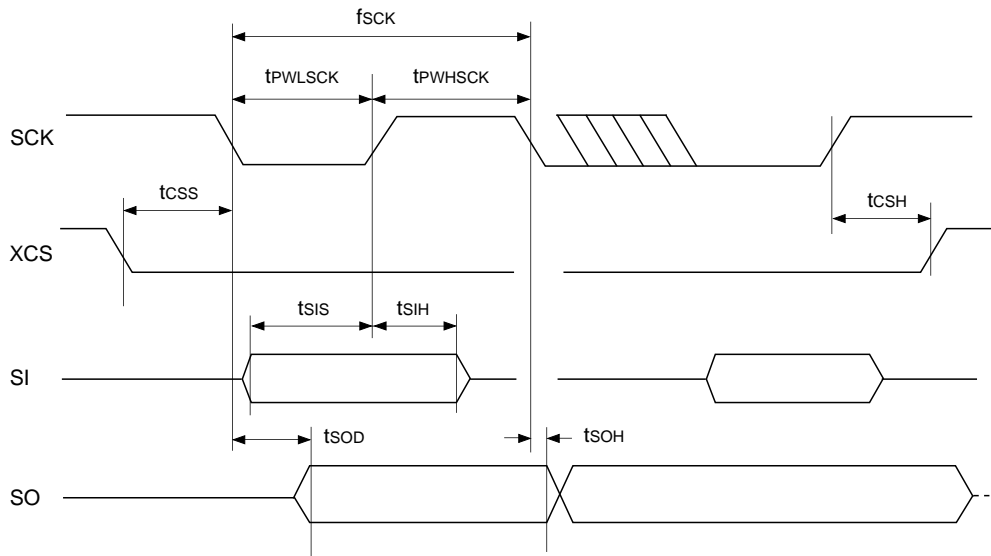 fSCK
tPWLSCK tPWHSCK
SCK
tCSS tCSH
XCS
tSIS tSIH
SI
tSOD tSOH
SO